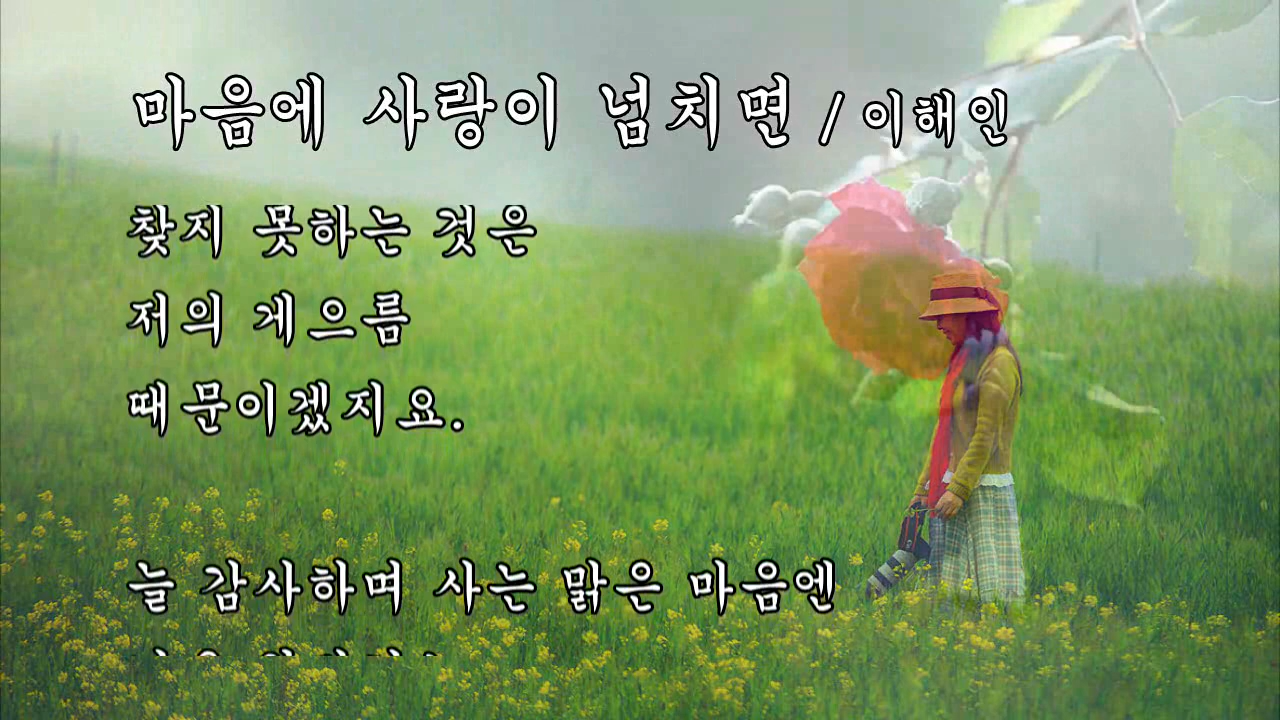 마음에 사랑이 넘치면 / 이해인
찾지 못하는 것은
저의 게으름
때문이겠지요.
늘 감사하며 사는 맑은 마음엔